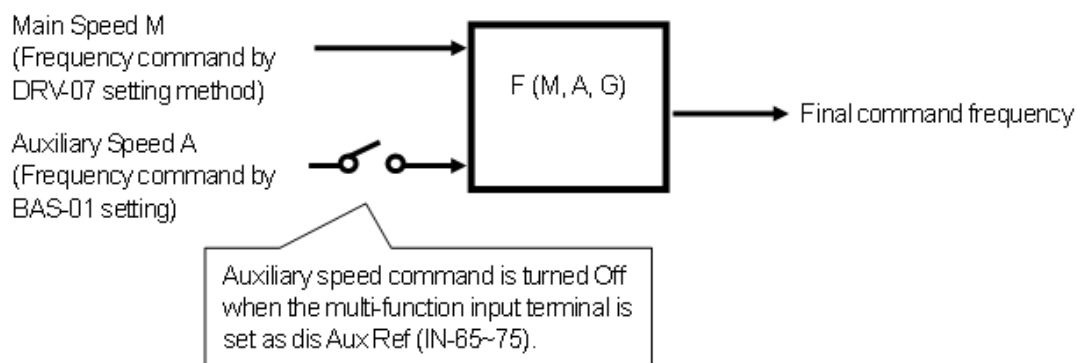 Main Speed M
(Frequency command by
DRV-07 setting method)
F (M, A, G)
Final command frequency
Auxiliary Speed A
(Frequency command by
BAS-01 setting)
Auxiliary speed command is turned Off
when the multi-function input terminal is
set as dis Aux Ref (IN-65~75).